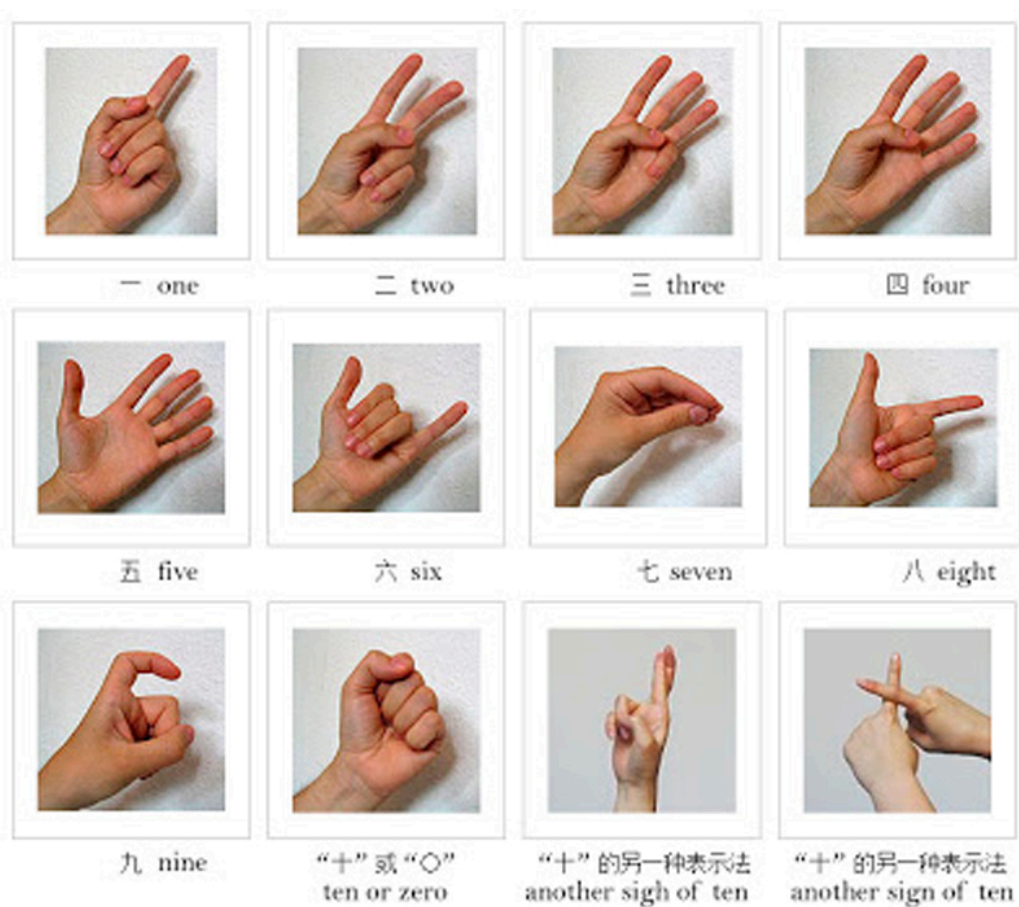 一 one
二 two
三 three
四 four
五 five
六 six
七 seven
八 eight
九 nine
“十” 或 “〇”
ten or zero
“十” 的另一种表示法
another sigh of ten
“十” 的另一种表示法
another sign of ten